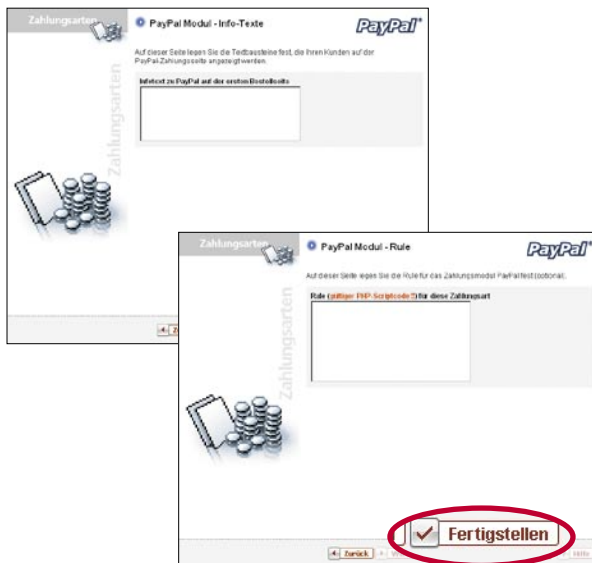 Zahlungsarten
PayPal Modul - Info-Texte
PayPal
Auf dieser Seite legen Sie die Textbausteine fest, die Ihren Kunden auf der
PayPal-Zahlungsseite angezeigt werden.
Infotext zu PayPal auf der ersten Bestellseite
Zahlungsarten
Zahlungsarten
PayPal Modul - Rule
PayPal
Auf dieser Seite legen Sie die Rule für das Zahlungsmodul PayPal fest (optional).
Rule (gültiger PHP-Scriptcode!) für diese Zahlungsart
Zahlungsarten
Fertigstellen
Zurück
Hilfe